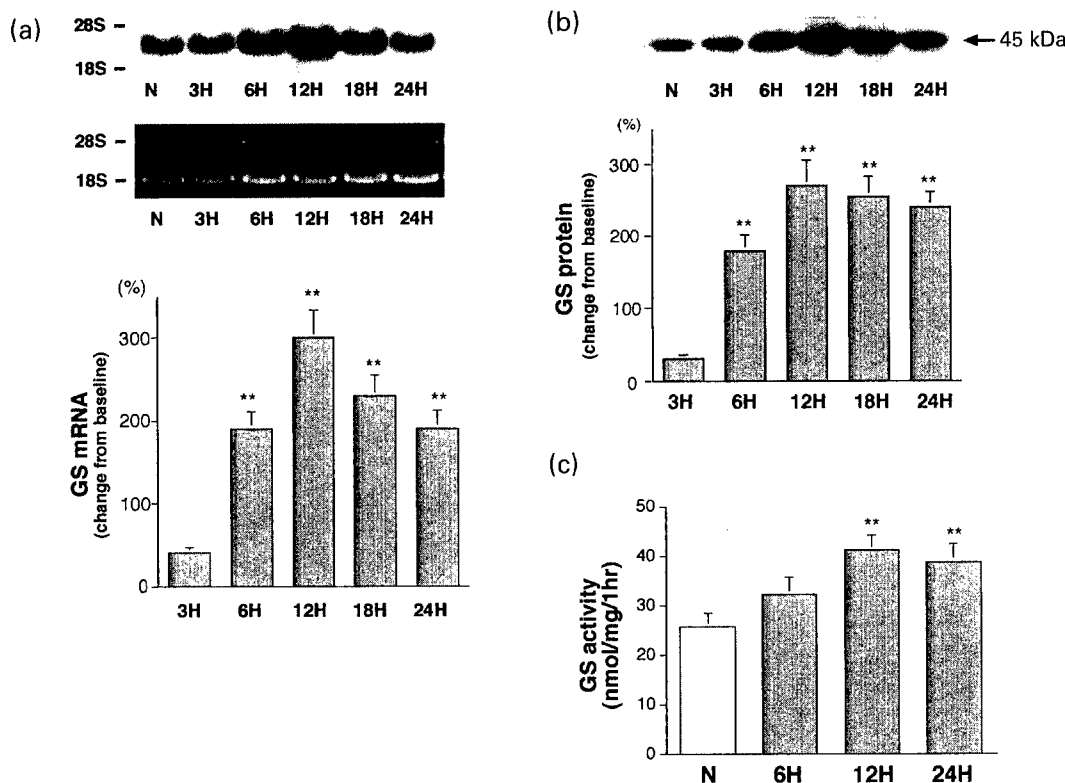 (a)
28S
18S
N 3H 6H 12H 18H 24H
28S
18S
N 3H 6H 12H 18H 24H
(%)
GS mRNA
(change from baseline)
300
200
100
0
**
**
**
**
3H 6H 12H 18H 24H
(b)
45 kDa
N 3H 6H 12H 18H 24H
(%)
GS protein
(change from baseline)
300
200
100
0
**
**
**
**
3H 6H 12H 18H 24H
(c)
GS activity
(nmol/mg/1hr)
50
40
30
20
10
0
**
**
N 6H 12H 24H